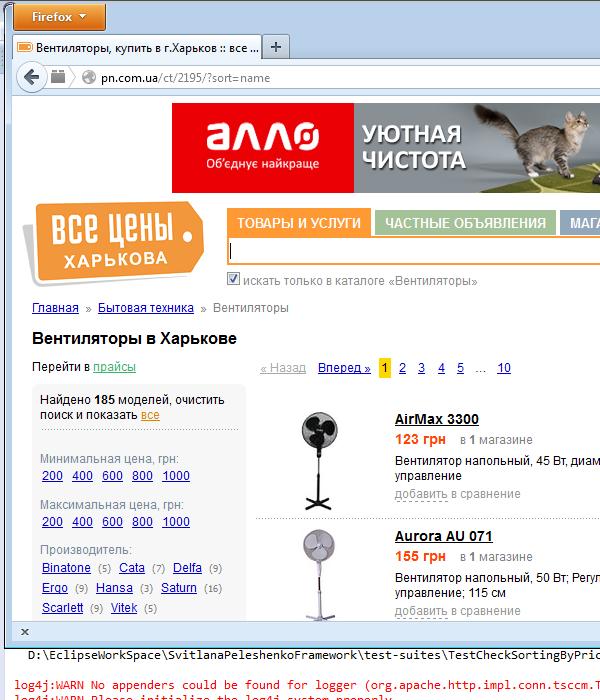 Firefox
Вентиляторы, купить в г.Харьков :: все ...
pn.com.ua/ct/2195/?sort=name
алло
Об'єднує найкраще
УЮТНАЯ
ЧИСТОТА
ВСЕ ЦЕНЫ
ХАРЬКОВА
ТОВАРЫ И УСЛУГИ
ЧАСТНЫЕ ОБЪЯВЛЕНИЯ
МАГА
искать только в каталоге «Вентиляторы»
Главная » Бытовая техника » Вентиляторы
Вентиляторы в Харькове
Перейти в прайсы
« Назад Вперед » 1 2 3 4 5 ... 10
Найдено 185 моделей, очистить
поиск и показать все
Минимальная цена, грн:
200 400 600 800 1000
Максимальная цена, грн:
200 400 600 800 1000
Производитель:
Binatone (5) Cata (7) Delfa (9)
Ergo (9) Hansa (3) Saturn (16)
Scarlett (9) Vitek (5)
AirMax 3300
123 грн в 1 магазине
Вентилятор напольный, 45 Вт, диам
управление
добавить в сравнение
Aurora AU 071
155 грн в 1 магазине
Вентилятор напольный, 50 Вт; Регул
управление; 115 см
добавить в сравнение
x
D:\EclipseWorkSpace\SvitlanaPeleshenkoFramework\test-suites\TestCheckSortingByPric
log4j:WARN No appenders could be found for logger (org.apache.http.impl.conn.tsccm.T
log4j:WARN Please initialize the log4j system properly.